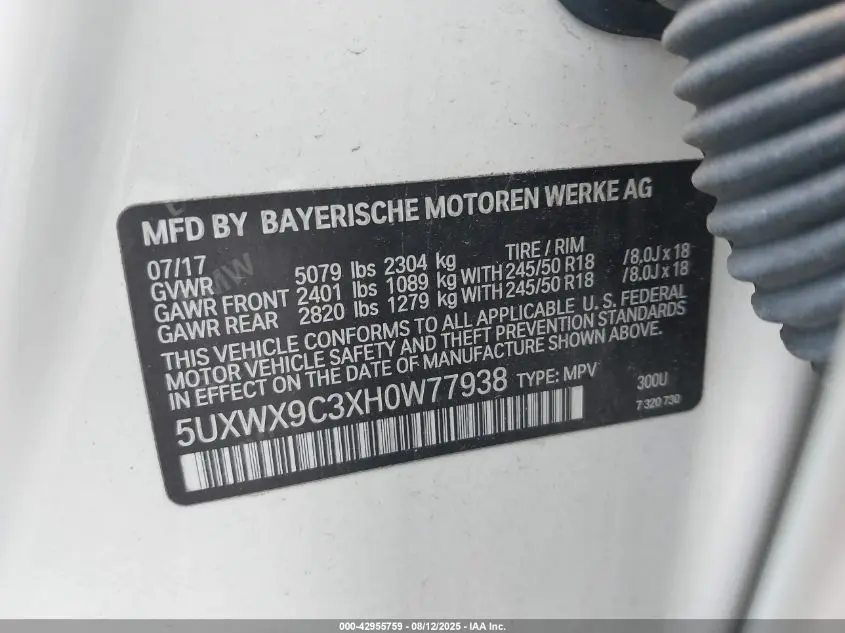 MFD BY BAYERISCHE MOTOREN WERKE AG
07/17 TIRE / RIM
GVWR 5079 lbs 2304 kg
GAWR FRONT 2401 lbs 1089 kg WITH 245/50 R18 /8.0J x 18
GAWR REAR 2820 lbs 1279 kg WITH 245/50 R18 /8.0J x 18
THIS VEHICLE CONFORMS TO ALL APPLICABLE U. S. FEDERAL
MOTOR VEHICLE SAFETY AND THEFT PREVENTION STANDARDS
IN EFFECT ON THE DATE OF MANUFACTURE SHOWN ABOVE.
5UXWX9C3XH0W77938 TYPE: MPV 300U
7 320 730
000-42955759 - 08/12/2025 - IAA Inc.